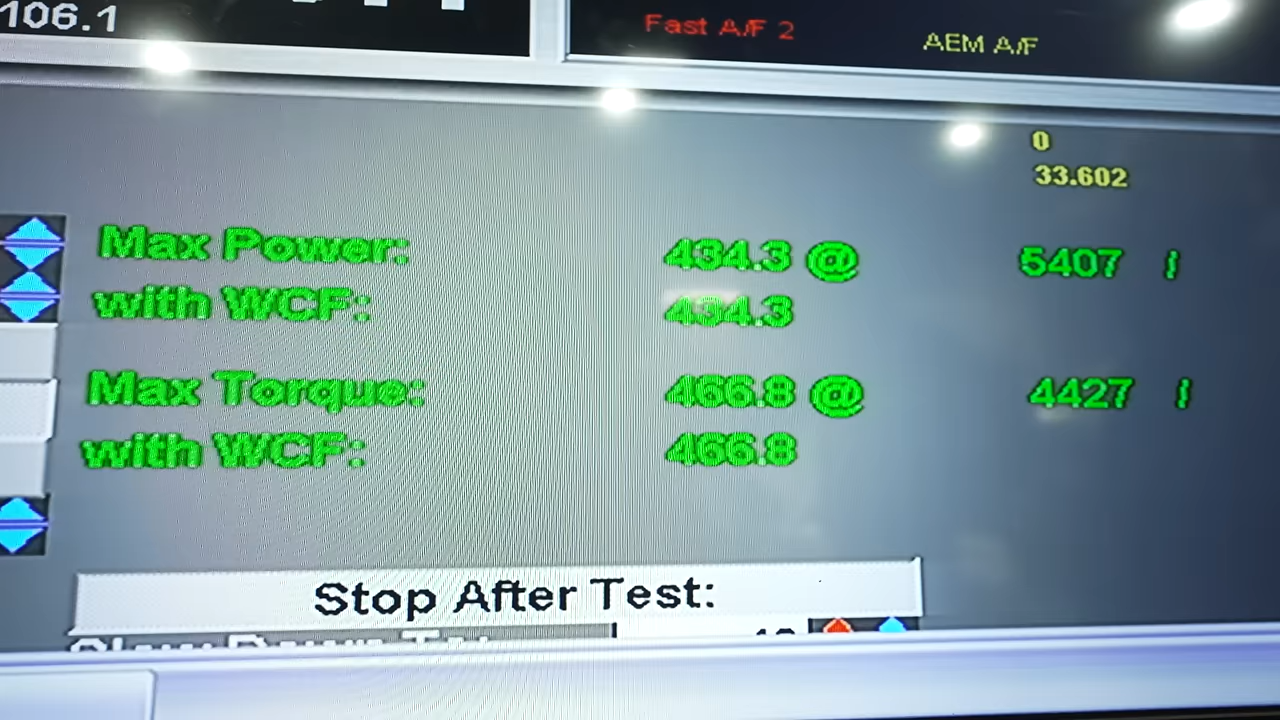 106.1
Fast A/F 2
AEM A/F
0
33.602
Max Power: 434.3 @ 5407
with WCF: 434.3
Max Torque: 466.8 @ 4427
with WCF: 466.8
Stop After Test: